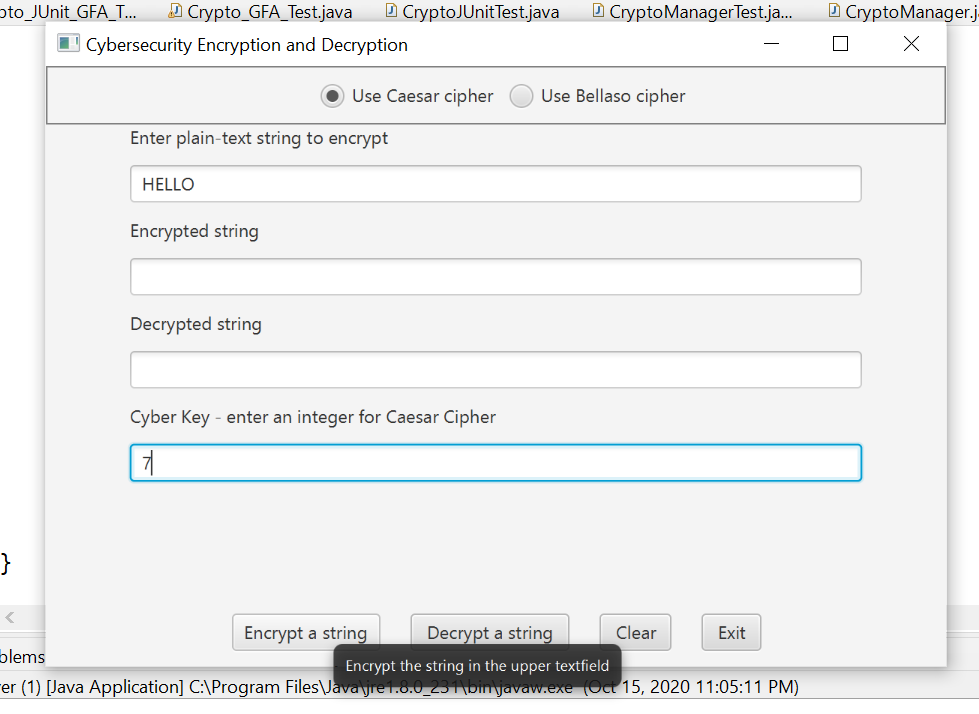 pto_JUnit_GFA_T... Crypto_GFA_Test.java CryptoJUnitTest.java CryptoManagerTest.ja... CryptoManager.j
Cybersecurity Encryption and Decryption
Use Caesar cipher Use Bellaso cipher
Enter plain-text string to encrypt
HELLO
Encrypted string
Decrypted string
Cyber Key - enter an integer for Caesar Cipher
7
}
Encrypt a string Decrypt a string Clear Exit
blems
Encrypt the string in the upper textfield
er (1) [Java Application] C:\Program Files\Java\jre1.8.0_231\bin\javaw.exe (Oct 15, 2020 11:05:11 PM)